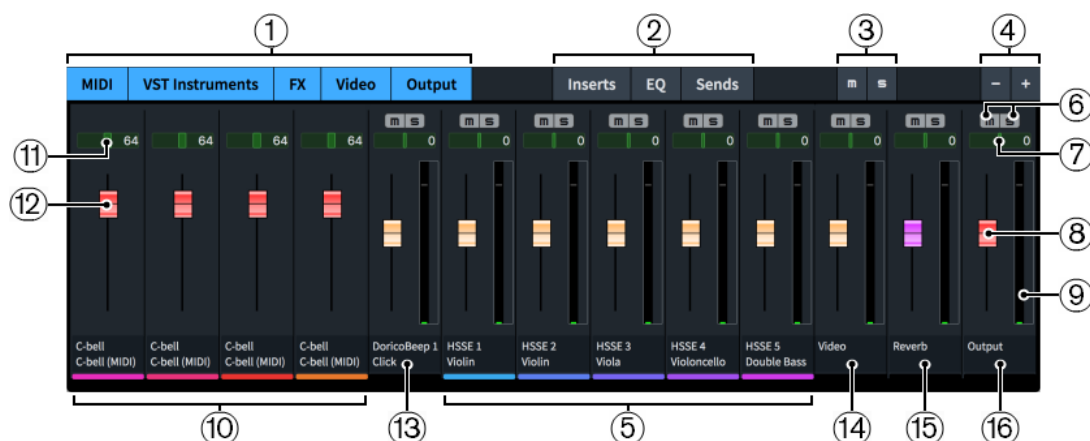 ① ② ③ ④
MIDI VST Instruments FX Video Output Inserts EQ Sends m s − +
m s m s m s m s m s m s m s m s m s ⑥
⑪ 64 64 64 64 0 0 0 0 0 0 0 0 0 ⑦
⑫ ⑧
⑨
C-bell C-bell C-bell C-bell DoricoBeep 1 HSSE 1 HSSE 2 HSSE 3 HSSE 4 HSSE 5 Video Reverb Output
C-bell (MIDI) C-bell (MIDI) C-bell (MIDI) C-bell (MIDI) Click Violin Violin Viola Violoncello Double Bass
⑩ ⑬ ⑤ ⑭ ⑮ ⑯